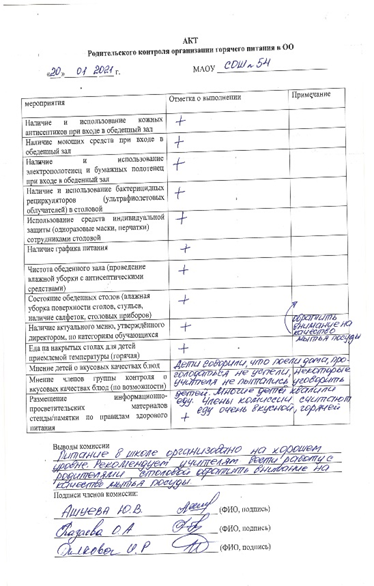 АКТ
Родительского контроля организации горячего питания в ОО
«20» 01 2021 г. МАОУ СОШ № 54
мероприятия Отметка о выполнении Примечание
Наличие и использование кожных
антисептиков при входе в обеденный зал +
Наличие моющих средств при входе в
обеденный зал +
Наличие и использование
электрополотенец и бумажных полотенец
при входе в обеденный зал +
Наличие и использование бактерицидных
рециркуляторов (ультрафиолетовых
облучателей) в столовой +
Использование средств индивидуальной
защиты (одноразовые маски, перчатки)
сотрудниками столовой +
Наличие графика питания +
Чистота обеденного зала (проведение
влажной уборки с антисептическими
средствами) +
Состояние обеденных столов (влажная
уборка поверхности столов, стульев,
наличие салфеток, столовых приборов) +
обратить
внимание на
качество
мытья посуды
Наличие актуального меню, утверждённого
директором, по категориям обучающихся +
Еда на накрытых столах для детей
приемлемой температуры (горячая) +
Мнение детей о вкусовых качествах блюд
Мнение членов группы контроля о
вкусовых качествах блюд (по возможности)
Дети говорили, что поели дома, про-
голодаться не успели, некоторые
учителя не пытались уговорить
детей. Многие дети хвалили
еду. Члены комиссии считают
еду очень вкусной, горячей
Размещение информационно-
просветительских материалов
стенды/памятки по правилам здорового
питания +
Выводы комиссии
Питание в школе организовано на хорошем
уровне. Рекомендуем учителям вести работу с
родителями столовой обратить внимание на
качество мытья посуды.
Подписи членов комиссии:
Ашуева Ю.В. (ФИО, подпись)
О.А. (ФИО, подпись)
И.Р (ФИО, подпись)